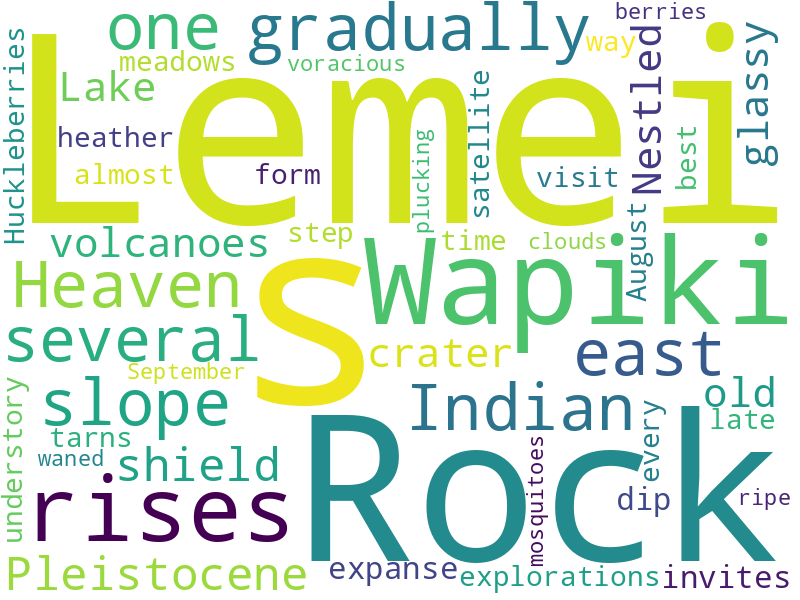 berries
one gradually way
meadows voracious
Lake
Lemei
Huckleberries
heather
almost form
plucking
satellite
visit
Nestled
best
glassy
volcanoes step time clouds
August
Heaven
s
Wapiki
several
crater east
September
slope Indian old
late
understory
tarns
waned shield
every
rises Rock
mosquitoes
dip ripe
Pleistocene expanse explorations invites